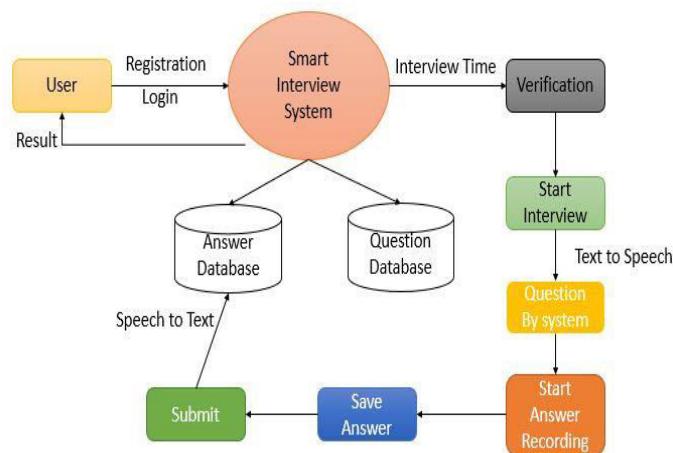 User
Registration
Login
Smart
Interview
System
Interview Time
Verification
Result
Start
Interview
Answer
Database
Question
Database
Text to Speech
Question
By system
Speech to Text
Submit
Save
Answer
Start
Answer
Recording